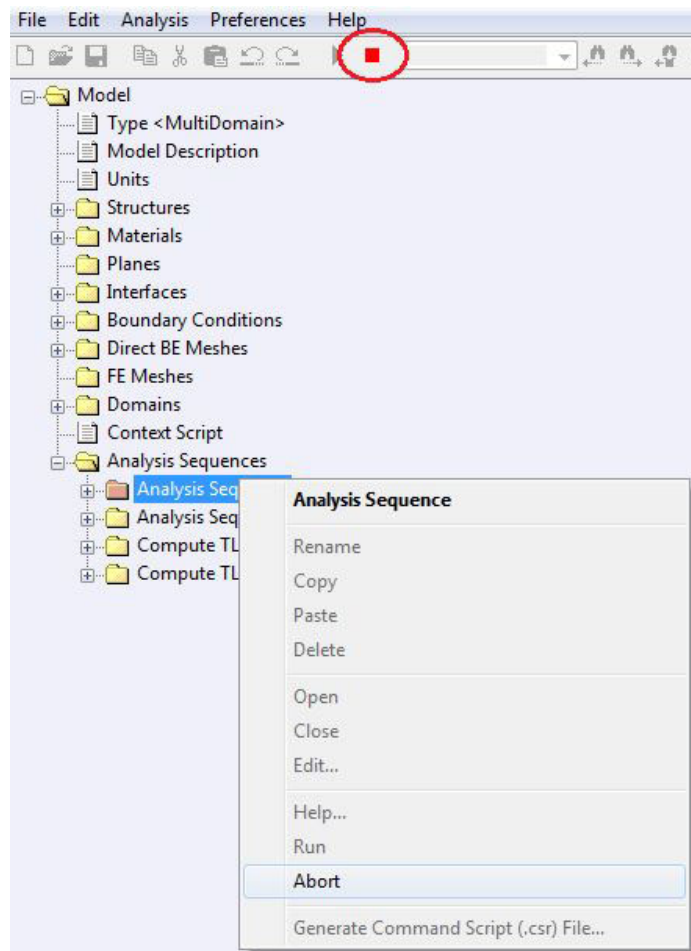 File Edit Analysis Preferences Help
Model
Type <MultiDomain>
Model Description
Units
Structures
Materials
Planes
Interfaces
Boundary Conditions
Direct BE Meshes
FE Meshes
Domains
Context Script
Analysis Sequences
Analysis Seq
Analysis Seq
Compute TL
Compute TL
Analysis Sequence
Rename
Copy
Paste
Delete
Open
Close
Edit...
Help...
Run
Abort
Generate Command Script (.csr) File...